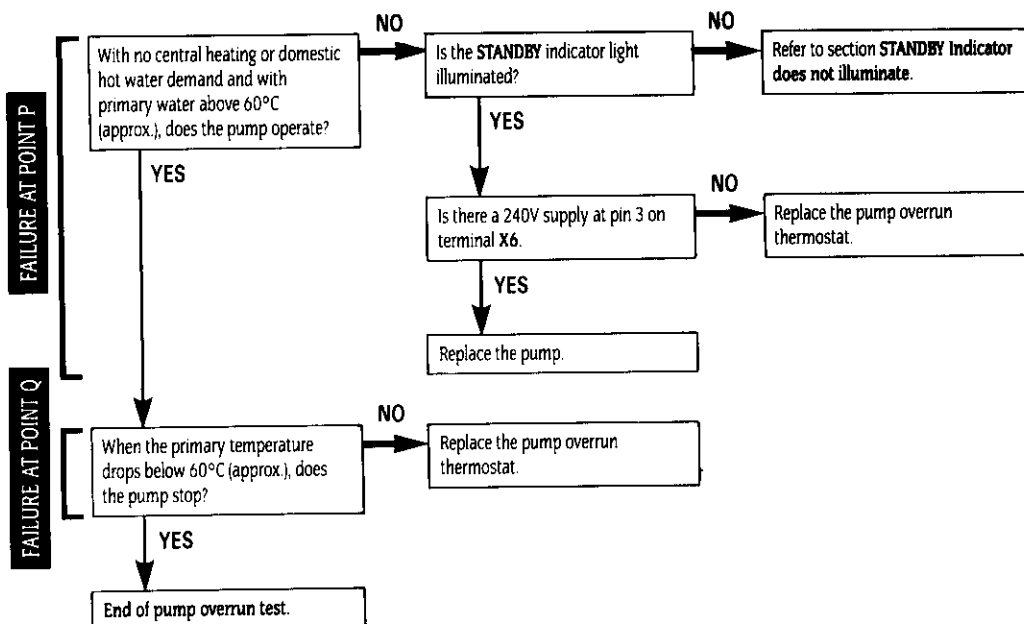 FAILURE AT POINT P
With no central heating or domestic
hot water demand and with
primary water above 60°C
(approx.), does the pump operate?
NO
Is the STANDBY indicator light
illuminated?
NO
Refer to section STANDBY Indicator
does not illuminate.
YES
YES
Is there a 240V supply at pin 3 on
terminal X6.
NO
Replace the pump overrun
thermostat.
YES
Replace the pump.
FAILURE AT POINT Q
When the primary temperature
drops below 60°C (approx.), does
the pump stop?
NO
Replace the pump overrun
thermostat.
YES
End of pump overrun test.